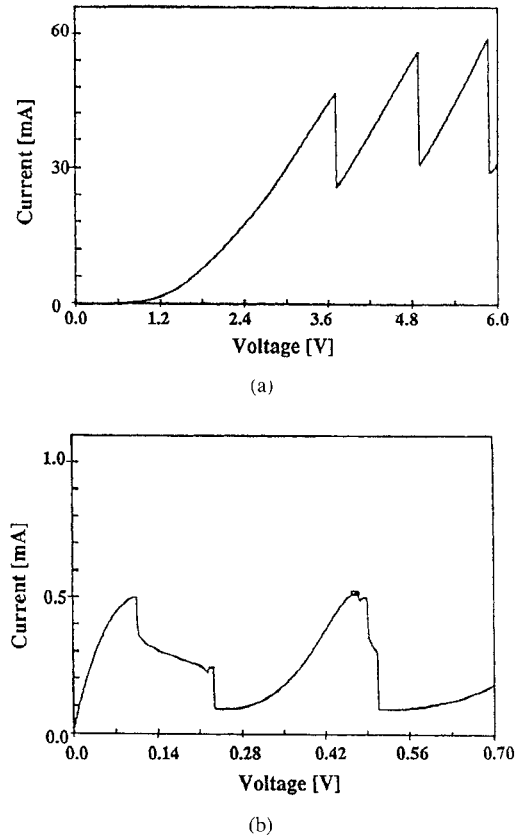 60
30
0
Current [mA]
0.0 1.2 2.4 3.6 4.8 6.0
Voltage [V]
(a)
1.0
0.5
0.0
Current [mA]
0.0 0.14 0.28 0.42 0.56 0.70
Voltage [V]
(b)